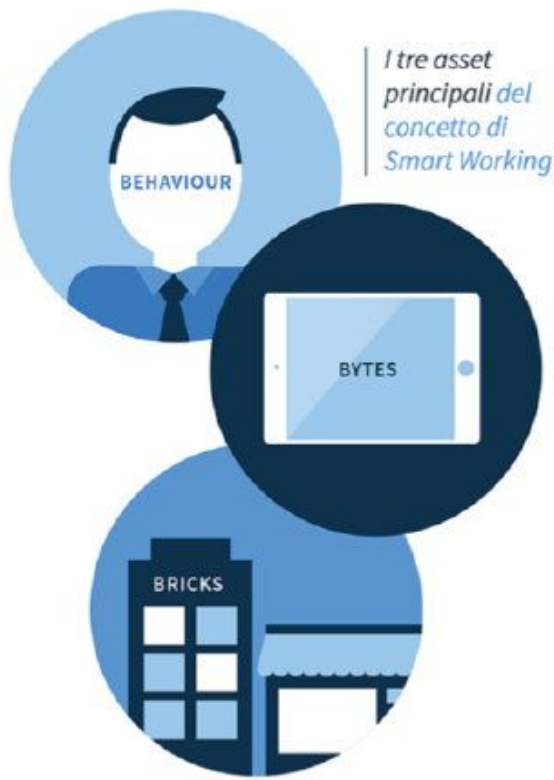 I tre asset
principali del
concetto di
Smart Working
BEHAVIOUR
BYTES
BRICKS